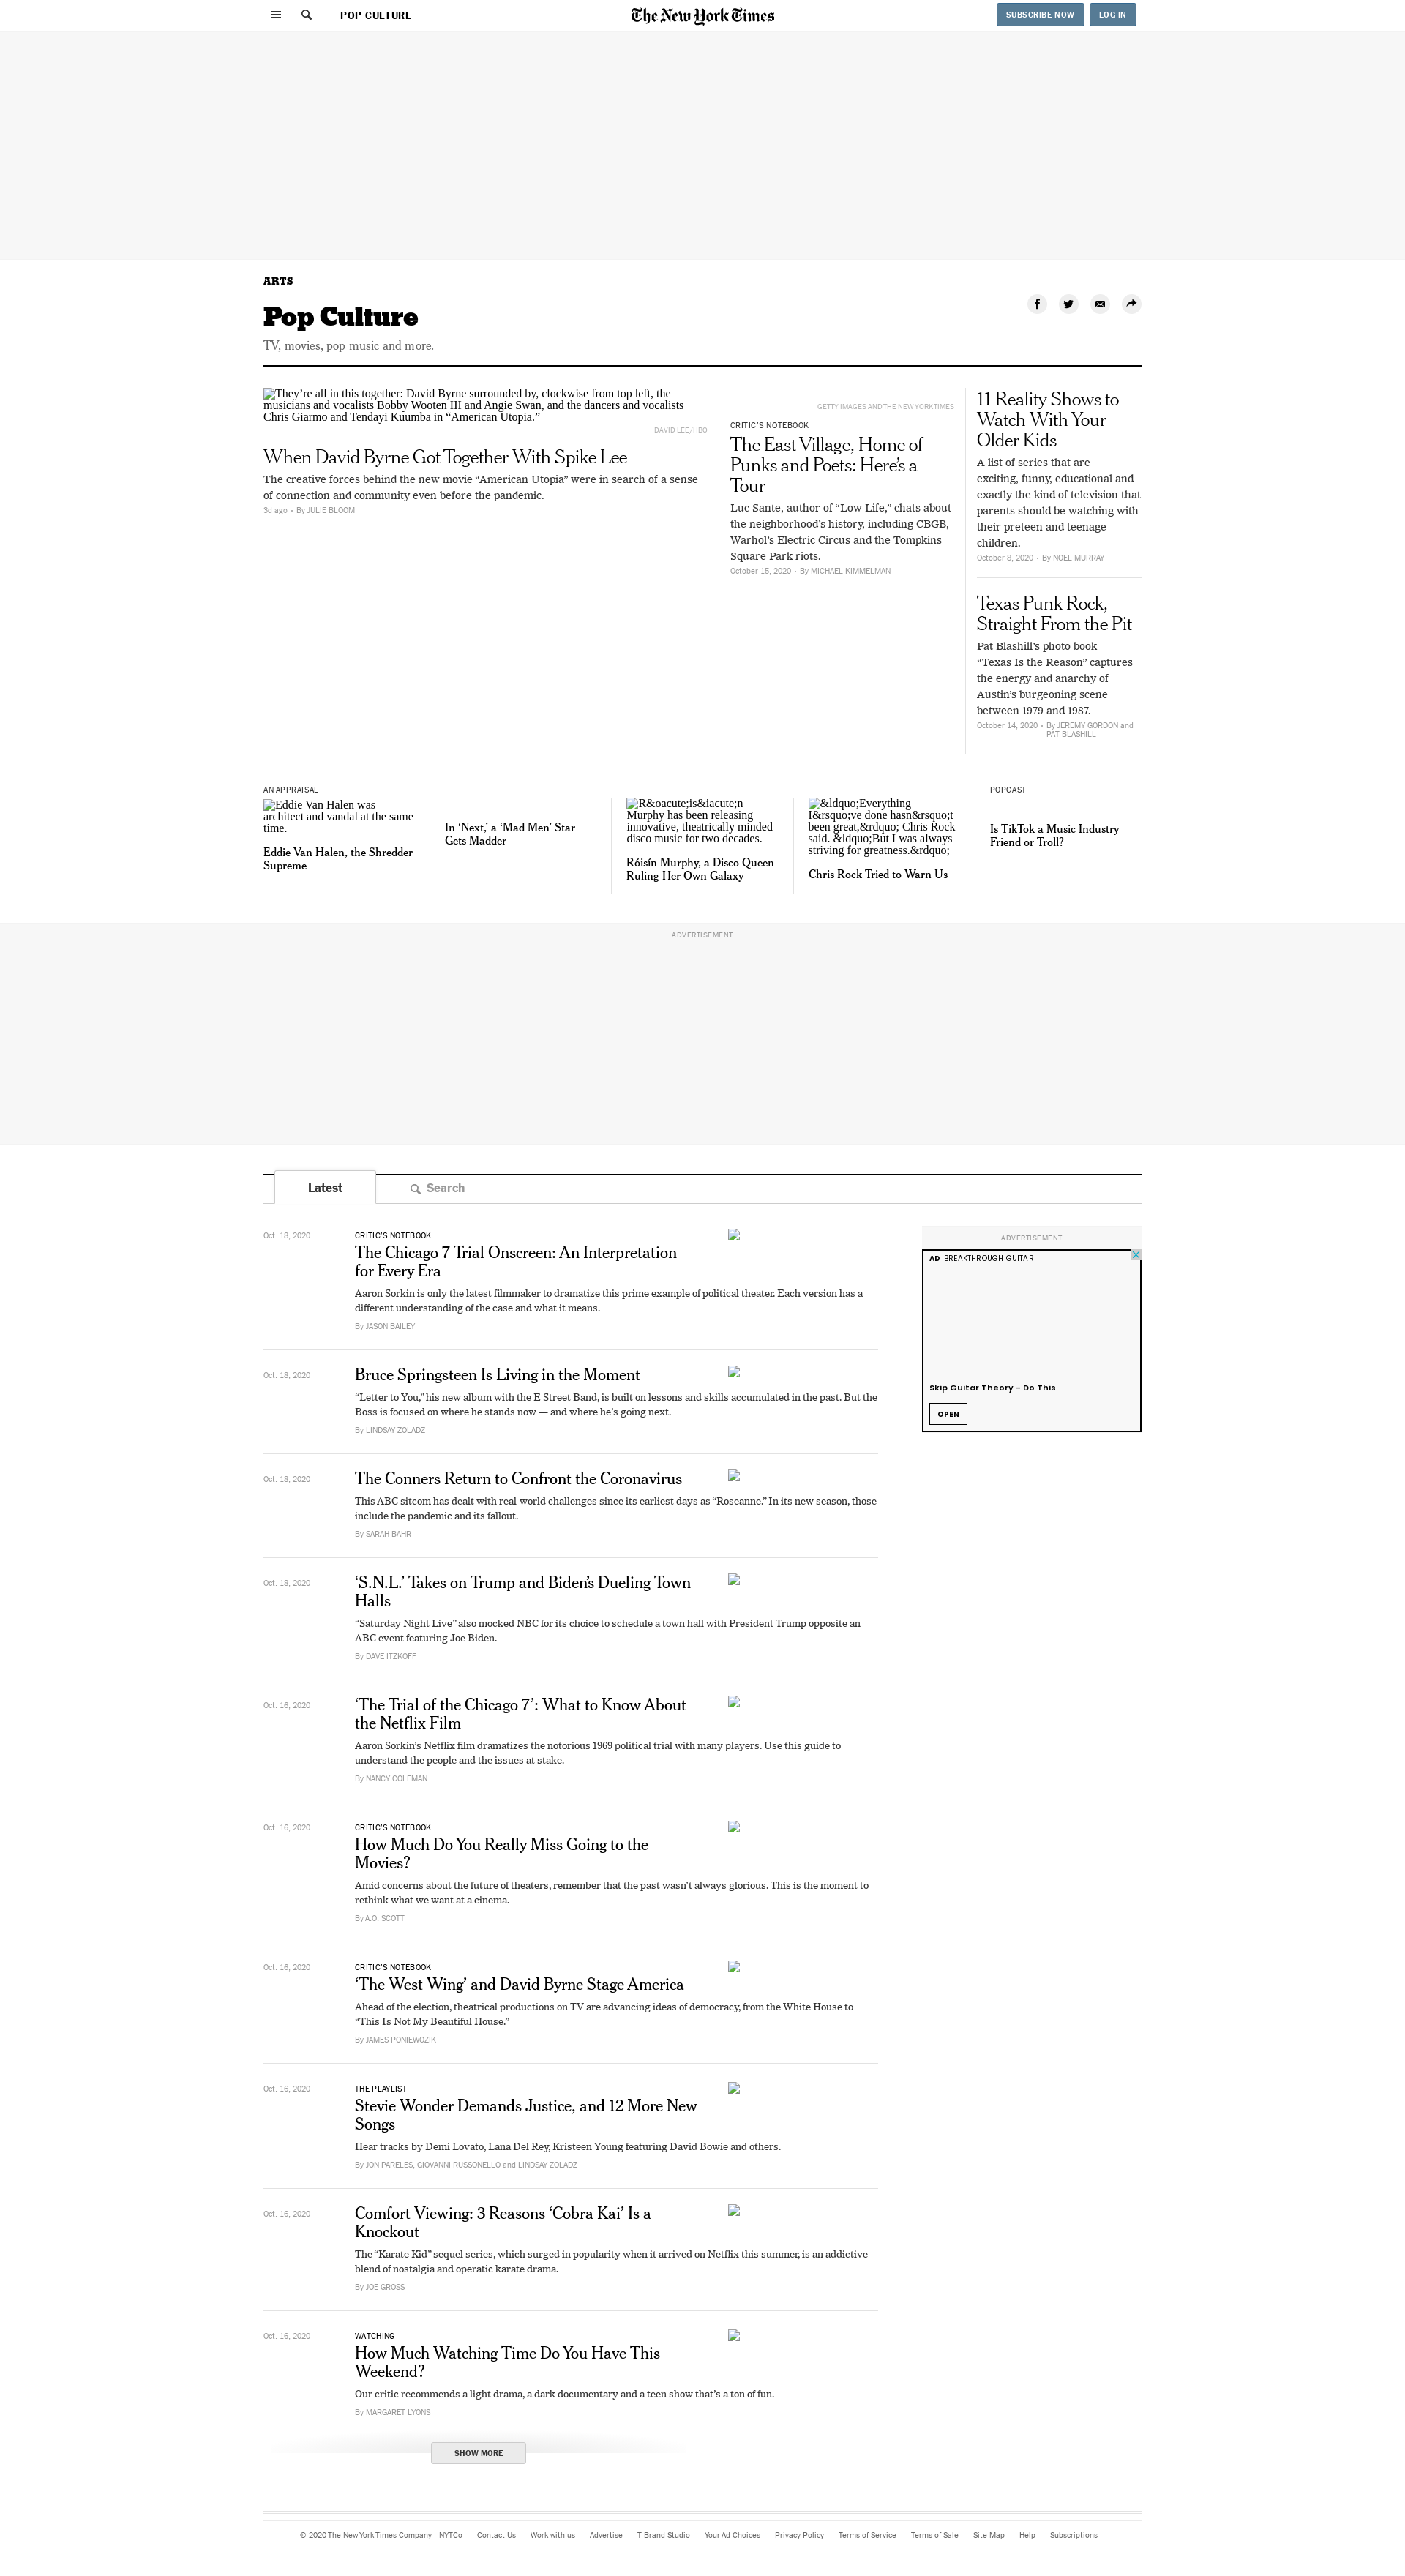 POP CULTURE
The New York Times
SUBSCRIBE NOW
LOG IN
ARTS
Pop Culture
TV, movies, pop music and more.
They're all in this together: David Byrne surrounded by, clockwise from top left, the
musicians and vocalists Bobby Wooten III and Angie Swan, and the dancers and vocalists
Chris Giarmo and Tendayi Kuumba in “American Utopia.”
DAVID LEE/HBO
When David Byrne Got Together With Spike Lee
The creative forces behind the new movie “American Utopia” were in search of a sense
of connection and community even before the pandemic.
3d ago • By JULIE BLOOM
GETTY IMAGES AND THE NEW YORK TIMES
CRITIC’S NOTEBOOK
The East Village, Home of
Punks and Poets: Here’s a
Tour
Luc Sante, author of “Low Life,” chats about
the neighborhood’s history, including CBGB,
Warhol’s Electric Circus and the Tompkins
Square Park riots.
October 15, 2020 • By MICHAEL KIMMELMAN
11 Reality Shows to
Watch With Your
Older Kids
A list of series that are
exciting, funny, educational and
exactly the kind of television that
parents should be watching with
their preteen and teenage
children.
October 8, 2020 • By NOEL MURRAY
Texas Punk Rock,
Straight From the Pit
Pat Blashill’s photo book
“Texas Is the Reason” captures
the energy and anarchy of
Austin’s burgeoning scene
between 1979 and 1987.
October 14, 2020 • By JEREMY GORDON and
PAT BLASHILL
AN APPRAISAL
Eddie Van Halen was
architect and vandal at the same
time.
Eddie Van Halen, the Shredder
Supreme
In ‘Next,’ a ‘Mad Men’ Star
Gets Madder
R&oacute;is&iacute;n
Murphy has been releasing
innovative, theatrically minded
disco music for two decades.
Róisín Murphy, a Disco Queen
Ruling Her Own Galaxy
&ldquo;Everything
I&rsquo;ve done hasn&rsquo;t
been great,&rdquo; Chris Rock
said. &ldquo;But I was always
striving for greatness.&rdquo;
Chris Rock Tried to Warn Us
POPCAST
Is TikTok a Music Industry
Friend or Troll?
ADVERTISEMENT
Latest
Search
Oct. 18, 2020
CRITIC’S NOTEBOOK
The Chicago 7 Trial Onscreen: An Interpretation
for Every Era
Aaron Sorkin is only the latest filmmaker to dramatize this prime example of political theater. Each version has a
different understanding of the case and what it means.
By JASON BAILEY
ADVERTISEMENT
AD BREAKTHROUGH GUITAR
Skip Guitar Theory - Do This
OPEN
Oct. 18, 2020
Bruce Springsteen Is Living in the Moment
“Letter to You,” his new album with the E Street Band, is built on lessons and skills accumulated in the past. But the
Boss is focused on where he stands now — and where he’s going next.
By LINDSAY ZOLADZ
Oct. 18, 2020
The Conners Return to Confront the Coronavirus
This ABC sitcom has dealt with real-world challenges since its earliest days as “Roseanne.” In its new season, those
include the pandemic and its fallout.
By SARAH BAHR
Oct. 18, 2020
‘S.N.L.’ Takes on Trump and Biden’s Dueling Town
Halls
“Saturday Night Live” also mocked NBC for its choice to schedule a town hall with President Trump opposite an
ABC event featuring Joe Biden.
By DAVE ITZKOFF
Oct. 16, 2020
‘The Trial of the Chicago 7’: What to Know About
the Netflix Film
Aaron Sorkin’s Netflix film dramatizes the notorious 1969 political trial with many players. Use this guide to
understand the people and the issues at stake.
By NANCY COLEMAN
Oct. 16, 2020
CRITIC’S NOTEBOOK
How Much Do You Really Miss Going to the
Movies?
Amid concerns about the future of theaters, remember that the past wasn’t always glorious. This is the moment to
rethink what we want at a cinema.
By A.O. SCOTT
Oct. 16, 2020
CRITIC’S NOTEBOOK
‘The West Wing’ and David Byrne Stage America
Ahead of the election, theatrical productions on TV are advancing ideas of democracy, from the White House to
“This Is Not My Beautiful House.”
By JAMES PONIEWOZIK
Oct. 16, 2020
THE PLAYLIST
Stevie Wonder Demands Justice, and 12 More New
Songs
Hear tracks by Demi Lovato, Lana Del Rey, Kristeen Young featuring David Bowie and others.
By JON PARELES, GIOVANNI RUSSONELLO and LINDSAY ZOLADZ
Oct. 16, 2020
Comfort Viewing: 3 Reasons ‘Cobra Kai’ Is a
Knockout
The “Karate Kid” sequel series, which surged in popularity when it arrived on Netflix this summer, is an addictive
blend of nostalgia and operatic karate drama.
By JOE GROSS
Oct. 16, 2020
WATCHING
How Much Watching Time Do You Have This
Weekend?
Our critic recommends a light drama, a dark documentary and a teen show that’s a ton of fun.
By MARGARET LYONS
SHOW MORE
© 2020 The New York Times Company NYTCo Contact Us Work with us Advertise T Brand Studio Your Ad Choices Privacy Policy Terms of Service Terms of Sale Site Map Help Subscriptions